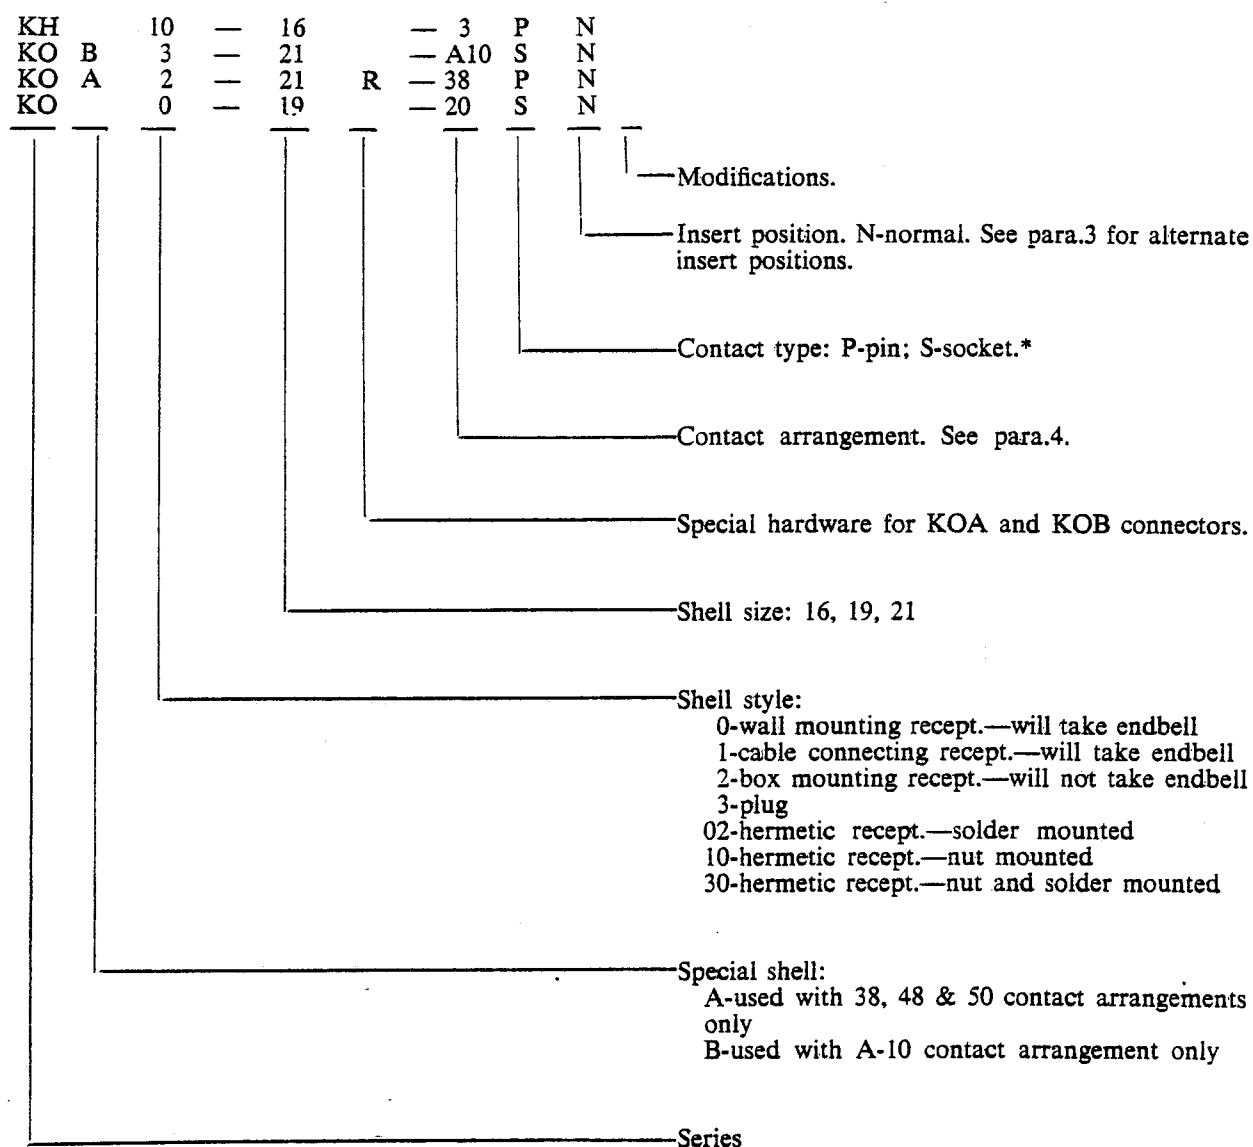 KH 10 — 16 — 3 P N
KO B 3 — 21 — A10 S N
KO A 2 — 21 R — 38 P N
KO 0 — 19 — 20 S N
Modifications.
Insert position. N-normal. See para.3 for alternate
insert positions.
Contact type: P-pin; S-socket.*
Contact arrangement. See para.4.
Special hardware for KOA and KOB connectors.
Shell size: 16, 19, 21
Shell style:
0-wall mounting recept.—will take endbell
1-cable connecting recept.—will take endbell
2-box mounting recept.—will not take endbell
3-plug
02-hermetic recept.—solder mounted
10-hermetic recept.—nut mounted
30-hermetic recept.—nut and solder mounted
Special shell:
A-used with 38, 48 & 50 contact arrangements
only
B-used with A-10 contact arrangement only
Series